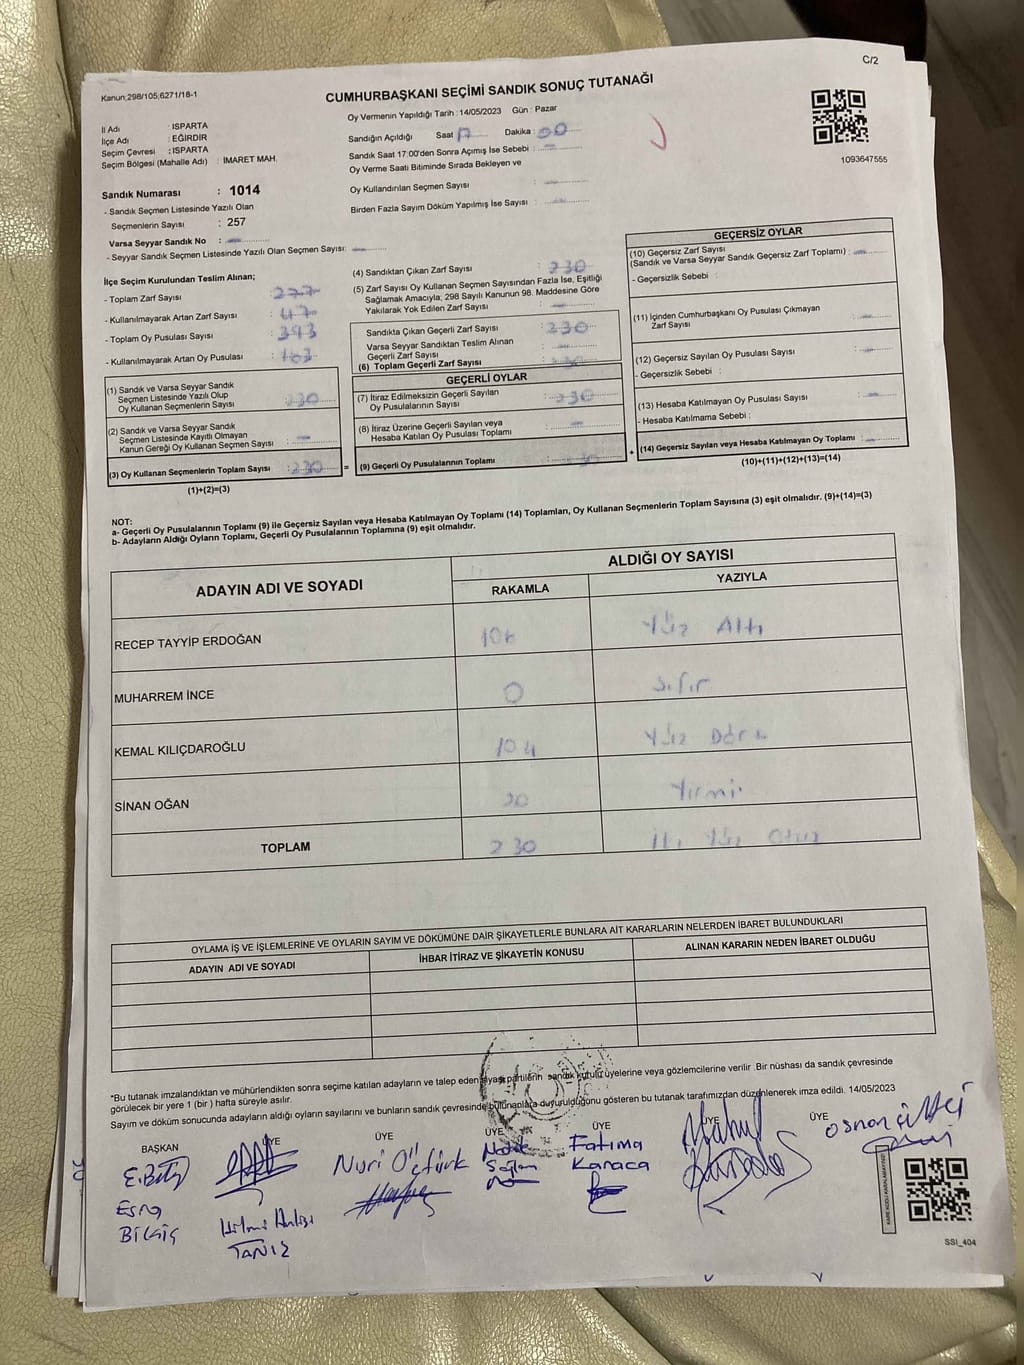 C/2
Kanun;298/105;6271/18-1
CUMHURBAŞKANI SEÇİMİ SANDIK SONUÇ TUTANAĞI
İl Adı : ISPARTA
İlçe Adı : EĞİRDİR
Seçim Çevresi : ISPARTA
Seçim Bölgesi (Mahalle Adı) : İMARET MAH.
Sandık Numarası : 1014
- Sandık Seçmen Listesinde Yazılı Olan
Seçmenlerin Sayısı : 257
Varsa Seyyar Sandık No :
- Seyyar Sandık Seçmen Listesinde Yazılı Olan Seçmen Sayısı:
Oy Vermenin Yapıldığı Tarih : 14/05/2023 Gün : Pazar
Sandığın Açıldığı Saat 17 Dakika : 00
Sandık Saat 17:00'den Sonra Açımış İse Sebebi :
Oy Verme Saati Bitiminde Sırada Bekleyen ve
Oy Kullandırılan Seçmen Sayısı :
Birden Fazla Sayım Döküm Yapılmış İse Sayısı :
1093647555
İlçe Seçim Kurulundan Teslim Alınan;
- Toplam Zarf Sayısı : 277
- Kullanılmayarak Artan Zarf Sayısı : 47
- Toplam Oy Pusulası Sayısı : 393
- Kullanılmayarak Artan Oy Pusulası : 163
(1) Sandık ve Varsa Seyyar Sandık
Seçmen Listesinde Yazılı Olup
Oy Kullanan Seçmenlerin Sayısı : 230
(2) Sandık ve Varsa Seyyar Sandık
Seçmen Listesinde Kayıtlı Olmayan
Kanun Gereği Oy Kullanan Seçmen Sayısı :
(3) Oy Kullanan Seçmenlerin Toplam Sayısı : 230 =
(1)+(2)=(3)
(4) Sandıktan Çıkan Zarf Sayısı : 230
(5) Zarf Sayısı Oy Kullanan Seçmen Sayısından Fazla İse, Eşitliği
Sağlamak Amacıyla; 298 Sayılı Kanunun 98. Maddesine Göre
Yakılarak Yok Edilen Zarf Sayısı :
Sandıkta Çıkan Geçerli Zarf Sayısı : 230
Varsa Seyyar Sandıktan Teslim Alınan
Geçerli Zarf Sayısı :
(6) Toplam Geçerli Zarf Sayısı : 230
GEÇERLİ OYLAR
(7) İtiraz Edilmeksizin Geçerli Sayılan
Oy Pusulalarının Sayısı : 230
(8) İtiraz Üzerine Geçerli Sayılan veya
Hesaba Katılan Oy Pusulası Toplamı :
(9) Geçerli Oy Pusulalarının Toplamı : 230 +
GEÇERSİZ OYLAR
(10) Geçersiz Zarf Sayısı
(Sandık ve Varsa Seyyar Sandık Geçersiz Zarf Toplamı) :
- Geçersizlik Sebebi :
(11) İçinden Cumhurbaşkanı Oy Pusulası Çıkmayan
Zarf Sayısı :
(12) Geçersiz Sayılan Oy Pusulası Sayısı :
- Geçersizlik Sebebi :
(13) Hesaba Katılmayan Oy Pusulası Sayısı :
- Hesaba Katılmama Sebebi :
(14) Geçersiz Sayılan veya Hesaba Katılmayan Oy Toplamı :
(10)+(11)+(12)+(13)=(14)
NOT:
a- Geçerli Oy Pusulalarının Toplamı (9) ile Geçersiz Sayılan veya Hesaba Katılmayan Oy Toplamı (14) Toplamları, Oy Kullanan Seçmenlerin Toplam Sayısına (3) eşit olmalıdır. (9)+(14)=(3)
b- Adayların Aldığı Oyların Toplamı, Geçerli Oy Pusulalarının Toplamına (9) eşit olmalıdır.
ADAYIN ADI VE SOYADI ALDIĞI OY SAYISI
RAKAMLA YAZIYLA
RECEP TAYYİP ERDOĞAN 106 Yüz Altı
MUHARREM İNCE 0 Sıfır
KEMAL KILIÇDAROĞLU 104 Yüz Dört
SİNAN OĞAN 20 Yirmi
TOPLAM 230 İki Yüz Otuz
OYLAMA İŞ VE İŞLEMLERİNE VE OYLARIN SAYIM VE DÖKÜMÜNE DAİR ŞİKAYETLERLE BUNLARA AİT KARARLARIN NELERDEN İBARET BULUNDUKLARI
ADAYIN ADI VE SOYADI İHBAR İTİRAZ VE ŞİKAYETİN KONUSU ALINAN KARARIN NEDEN İBARET OLDUĞU
*Bu tutanak imzalandıktan ve mühürlendikten sonra seçime katılan adayların ve talep eden siyasi partilerin sandık kurulu üyelerine veya gözlemcilerine verilir .Bir nüshası da sandık çevresinde
görülecek bir yere 1 (bir ) hafta süreyle asılır.
Sayım ve döküm sonucunda adayların aldığı oyların sayılarını ve bunların sandık çevresinde bulunanlara duyurulduğunu gösteren bu tutanak tarafımızdan düzenlenerek imza edildi. 14/05/2023
BAŞKAN ÜYE ÜYE ÜYE ÜYE ÜYE ÜYE
Esra
Bilgiç
TANIZ
Nuri Öztürk
Sağlam
Fatıma
Karaca
Osman Çiftçi
KARE KODU KARALAMAYINIZ
SSI_404